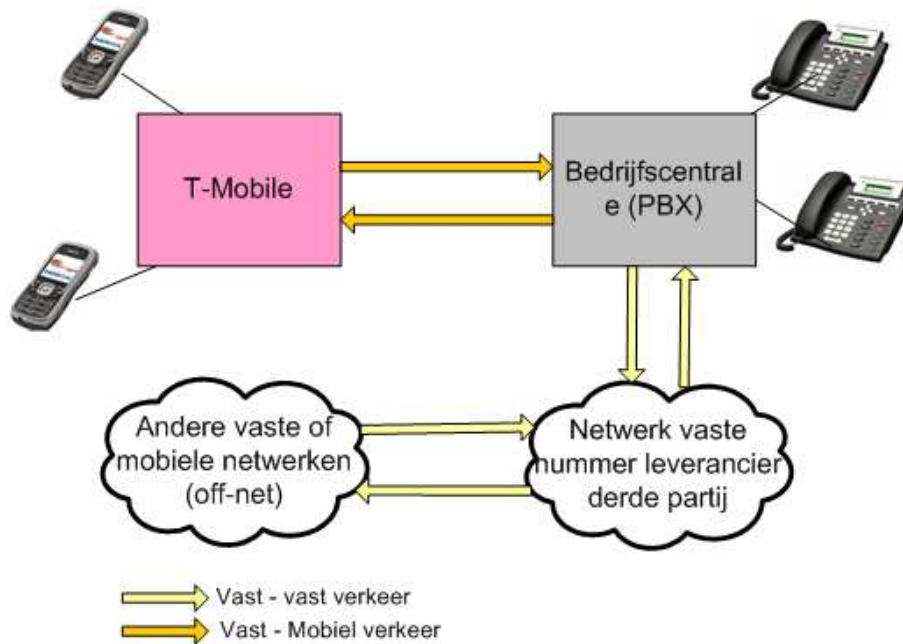 T-Mobile
Bedrijfscentral
e (PBX)
Andere vaste of
mobiele netwerken
(off-net)
Netwerk vaste
nummer leverancier
derde partij
Vast - vast verkeer
Vast - Mobiel verkeer